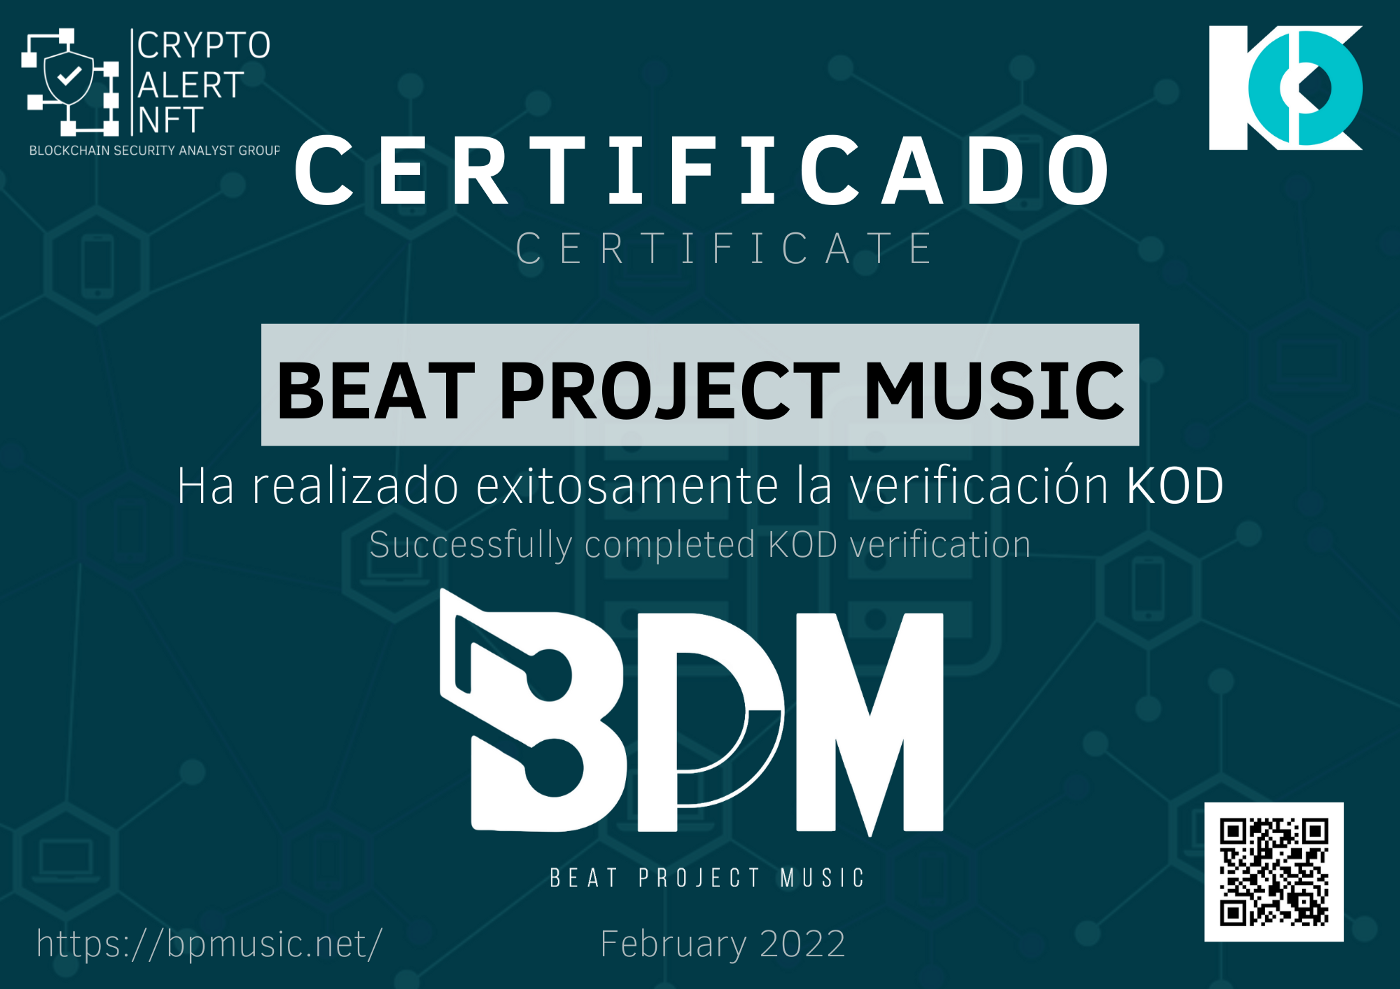 CRYPTO
ALERT
NFT
BLOCKCHAIN SECURITY ANALYST GROUP
CERTIFICADO
CERTIFICATE
BEAT PROJECT MUSIC
Ha realizado exitosamente la verificación KOD
Successfully completed KOD verification
BPM
BEAT PROJECT MUSIC
https://bpmusic.net/
February 2022